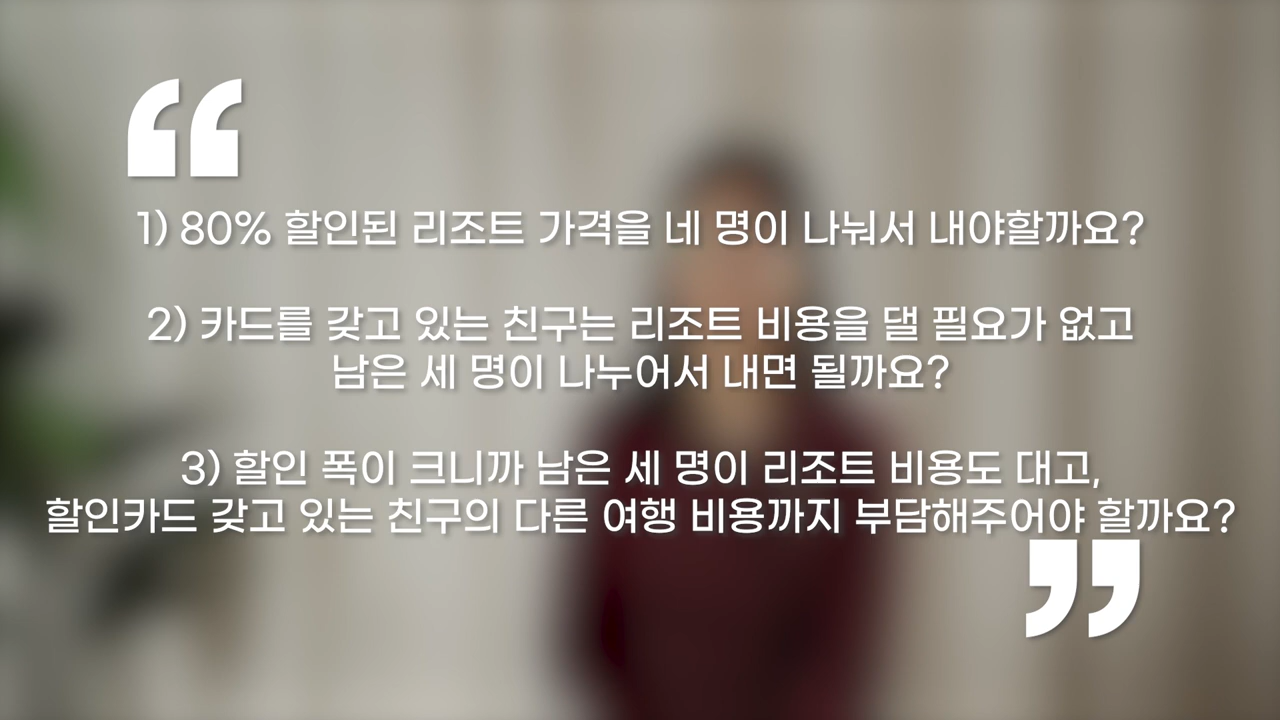 “
1) 80% 할인된 리조트 가격을 네 명이 나눠서 내야할까요?
2) 카드를 갖고 있는 친구는 리조트 비용을 댈 필요가 없고
남은 세 명이 나누어서 내면 될까요?
3) 할인 폭이 크니까 남은 세 명이 리조트 비용도 대고,
할인카드 갖고 있는 친구의 다른 여행 비용까지 부담해주어야 할까요?
”